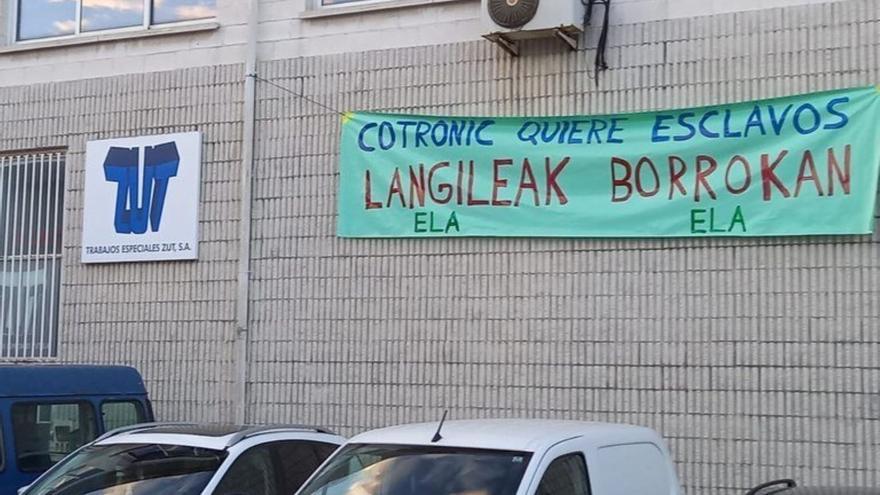 ZUT
TRABAJOS ESPECIALES ZUT, S.A.
COTRONIC QUIERE ESCLAVOS
LANGILEAK BORROKAN
ELA ELA